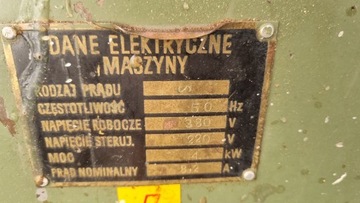 DANE ELEKTRYCZNE
MASZYNY
RODZAJ PRĄDU
CZĘSTOTLIWOŚĆ 50 Hz
NAPIĘCIE ROBOCZE 380 V
NAPIĘCIE STERUJ. 220 V
MOC kW
PRĄD NOMINALNY A